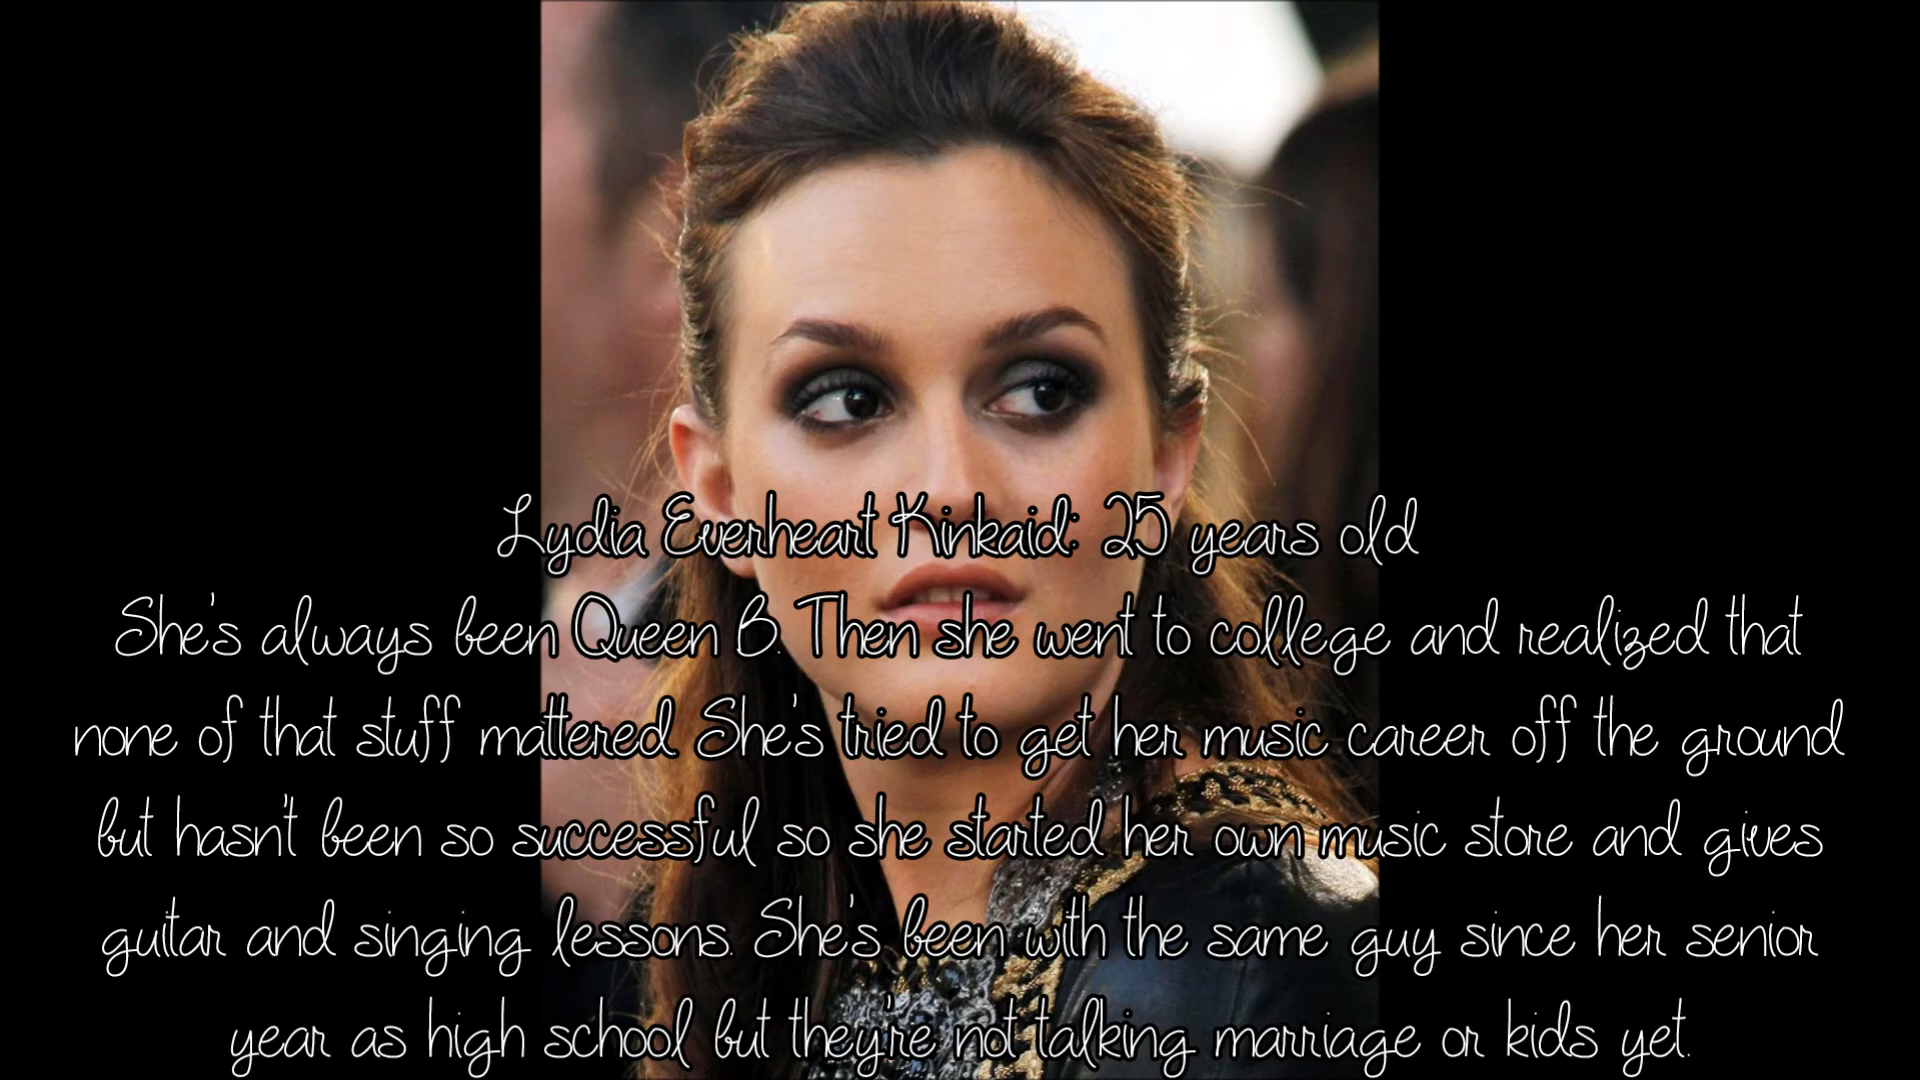 Lydia Everheart Kinkaid: 25 years old
She's always been Queen B. Then she went to college and realized that
none of that stuff mattered. She's tried to get her music career off the ground
but hasn't been so successful so she started her own music store and gives
guitar and singing lessons. She's been with the same guy since her senior
year as high school but they're not talking marriage or kids yet.